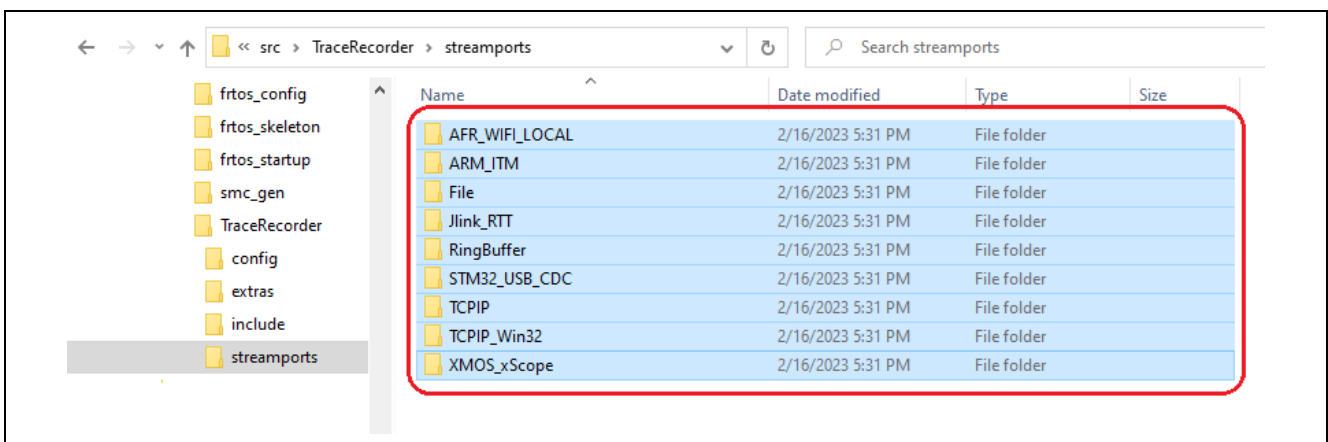 « src › TraceRecorder › streamports
Search streamports
frtos_config
frtos_skeleton
frtos_startup
smc_gen
TraceRecorder
config
extras
include
streamports
Name Date modified Type Size
AFR_WIFI_LOCAL 2/16/2023 5:31 PM File folder
ARM_ITM 2/16/2023 5:31 PM File folder
File 2/16/2023 5:31 PM File folder
Jlink_RTT 2/16/2023 5:31 PM File folder
RingBuffer 2/16/2023 5:31 PM File folder
STM32_USB_CDC 2/16/2023 5:31 PM File folder
TCPIP 2/16/2023 5:31 PM File folder
TCPIP_Win32 2/16/2023 5:31 PM File folder
XMOS_xScope 2/16/2023 5:31 PM File folder